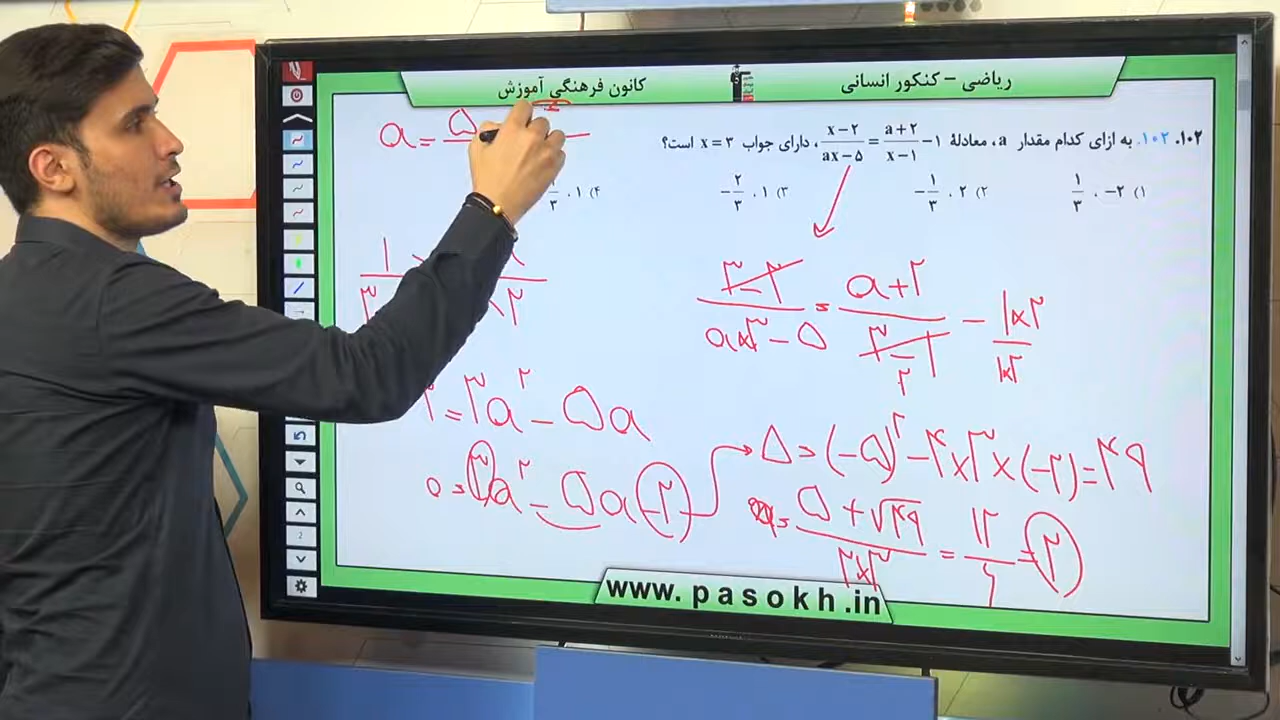 ریاضی – کنکور انسانی
کانون فرهنگی آموزش
۱۰۲. ۱۰۲. به ازای کدام مقدار a، معادلهٔ (x−۲)/(ax−۵) = (a+۲)/(x−۱) −۱، دارای جواب x = ۳ است؟
۱) −۲ ، ۱/۳
۲) ۲ ، −۱/۳
۳) ۱ ، −۲/۳
۴) ۱ ،
a = ۵
(۳−۲)/(a×۳−۵) = (a+۲)/(۳−۱) − (۱×۲)/(۱×۲)
۲
۲ = ۳a² − ۵a
۰ = ۳a² − ۵a − ۲
Δ = (−۵)² − ۴×۳×(−۲) = ۴۹
a = (۵ + √۴۹)/(۲×۳) = ۱۲/۶ = ۲
www.pasokh.in